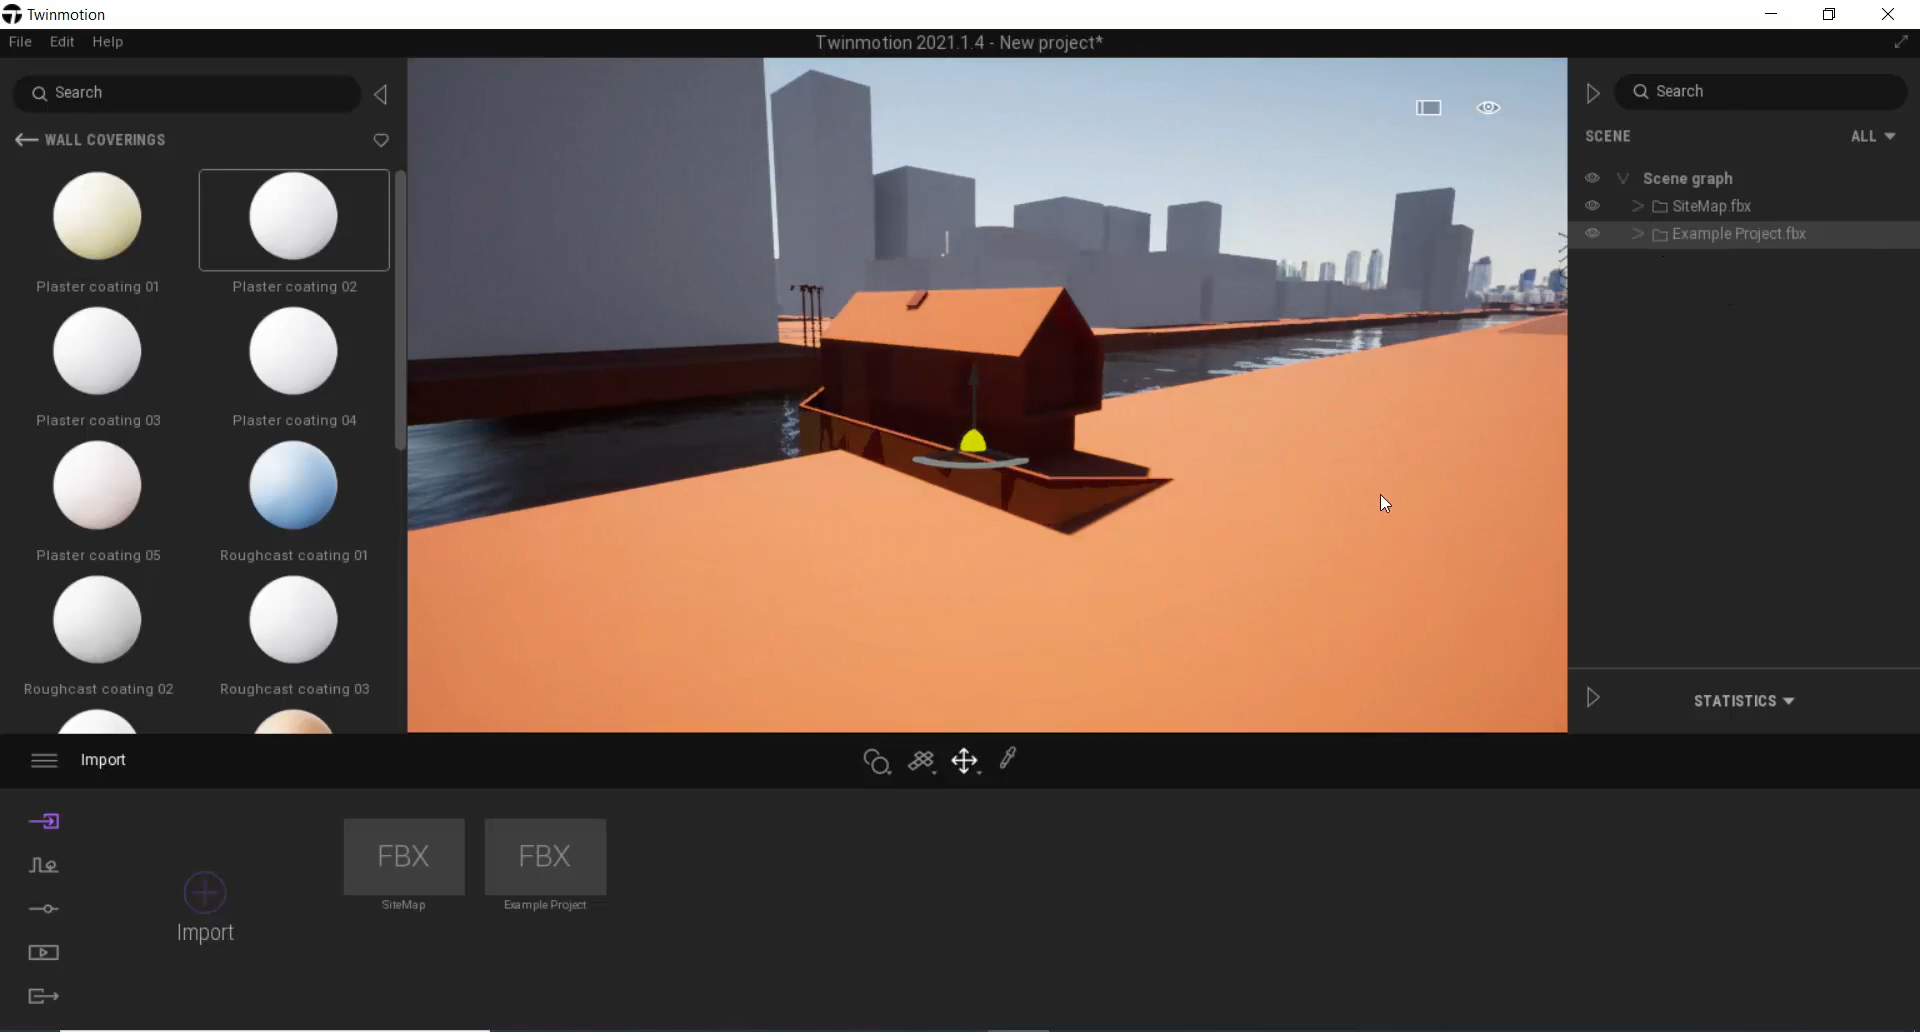 Twinmotion
File Edit Help
Twinmotion 2021.1.4 - New project*
Search
WALL COVERINGS
Plaster coating 01
Plaster coating 02
Plaster coating 03
Plaster coating 04
Plaster coating 05
Roughcast coating 01
Roughcast coating 02
Roughcast coating 03
Search
SCENE
ALL
Scene graph
SiteMap.fbx
Example Project.fbx
STATISTICS
Import
Import
FBX
SiteMap
FBX
Example Project